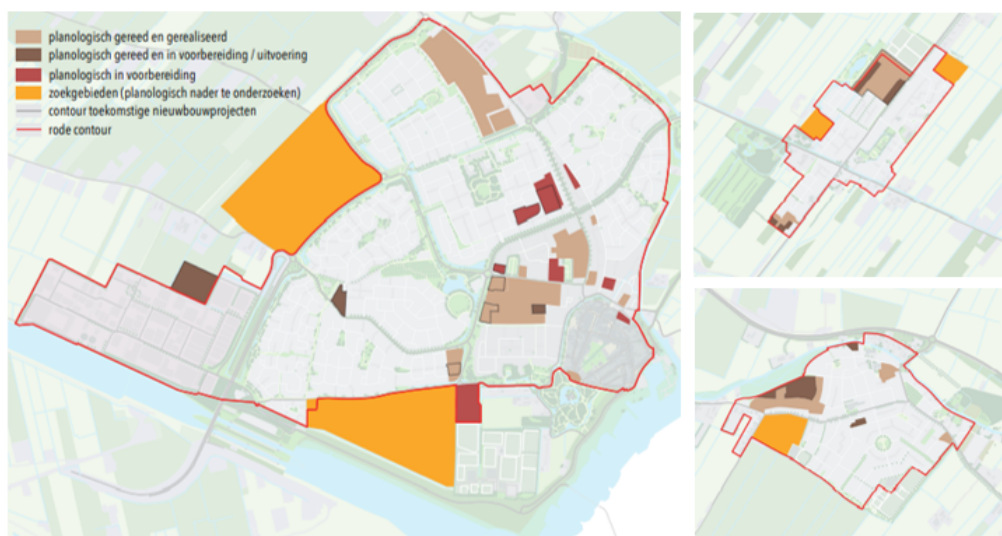 planologisch gereed en gerealiseerd
planologisch gereed en in voorbereiding / uitvoering
planologisch in voorbereiding
zoekgebieden (planologisch nader te onderzoeken)
contour toekomstige nieuwbouwprojecten
rode contour